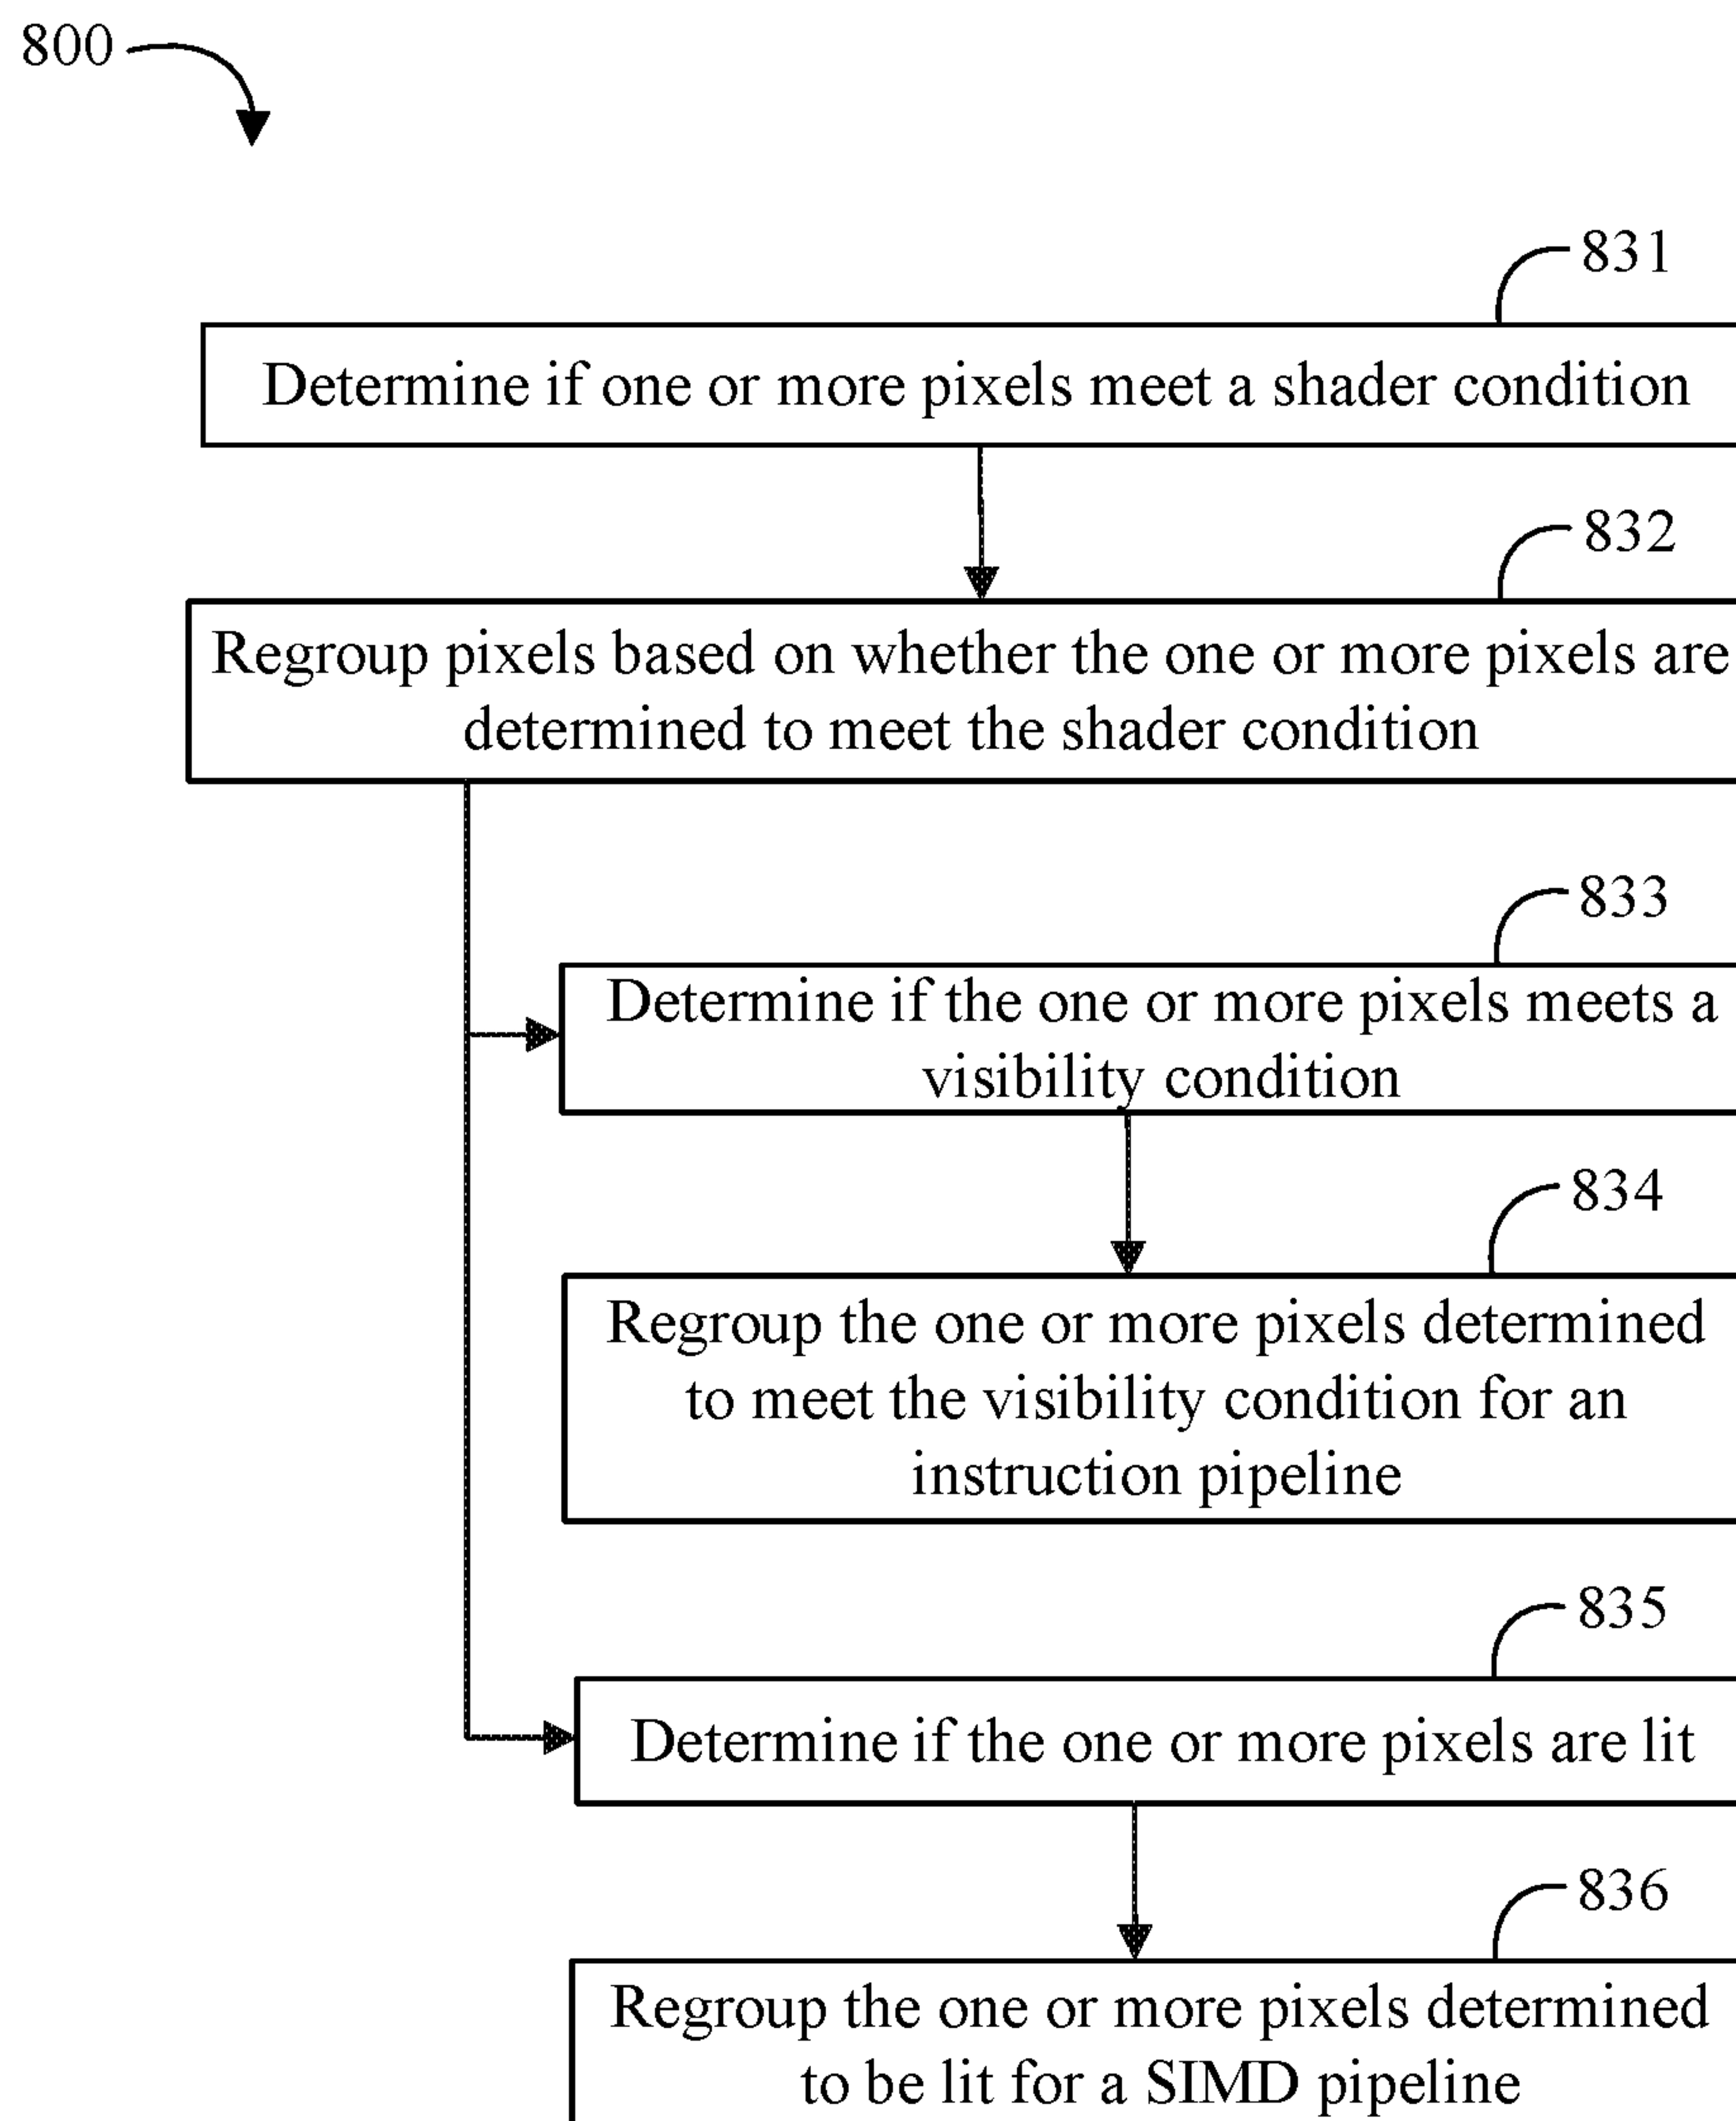 800
831
Determine if one or more pixels meet a shader condition
832
Regroup pixels based on whether the one or more pixels are
determined to meet the shader condition
833
Determine if the one or more pixels meets a
visibility condition
834
Regroup the one or more pixels determined
to meet the visibility condition for an
instruction pipeline
835
Determine if the one or more pixels are lit
836
Regroup the one or more pixels determined
to be lit for a SIMD pipeline